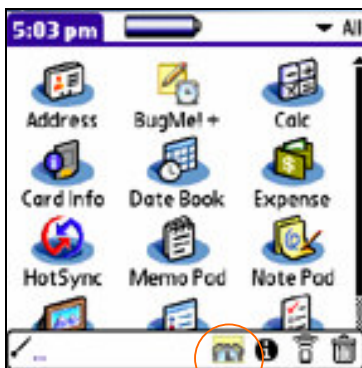 5:03 pm All
Address BugMe! + Calc
Card Info Date Book Expense
HotSync Memo Pad Note Pad